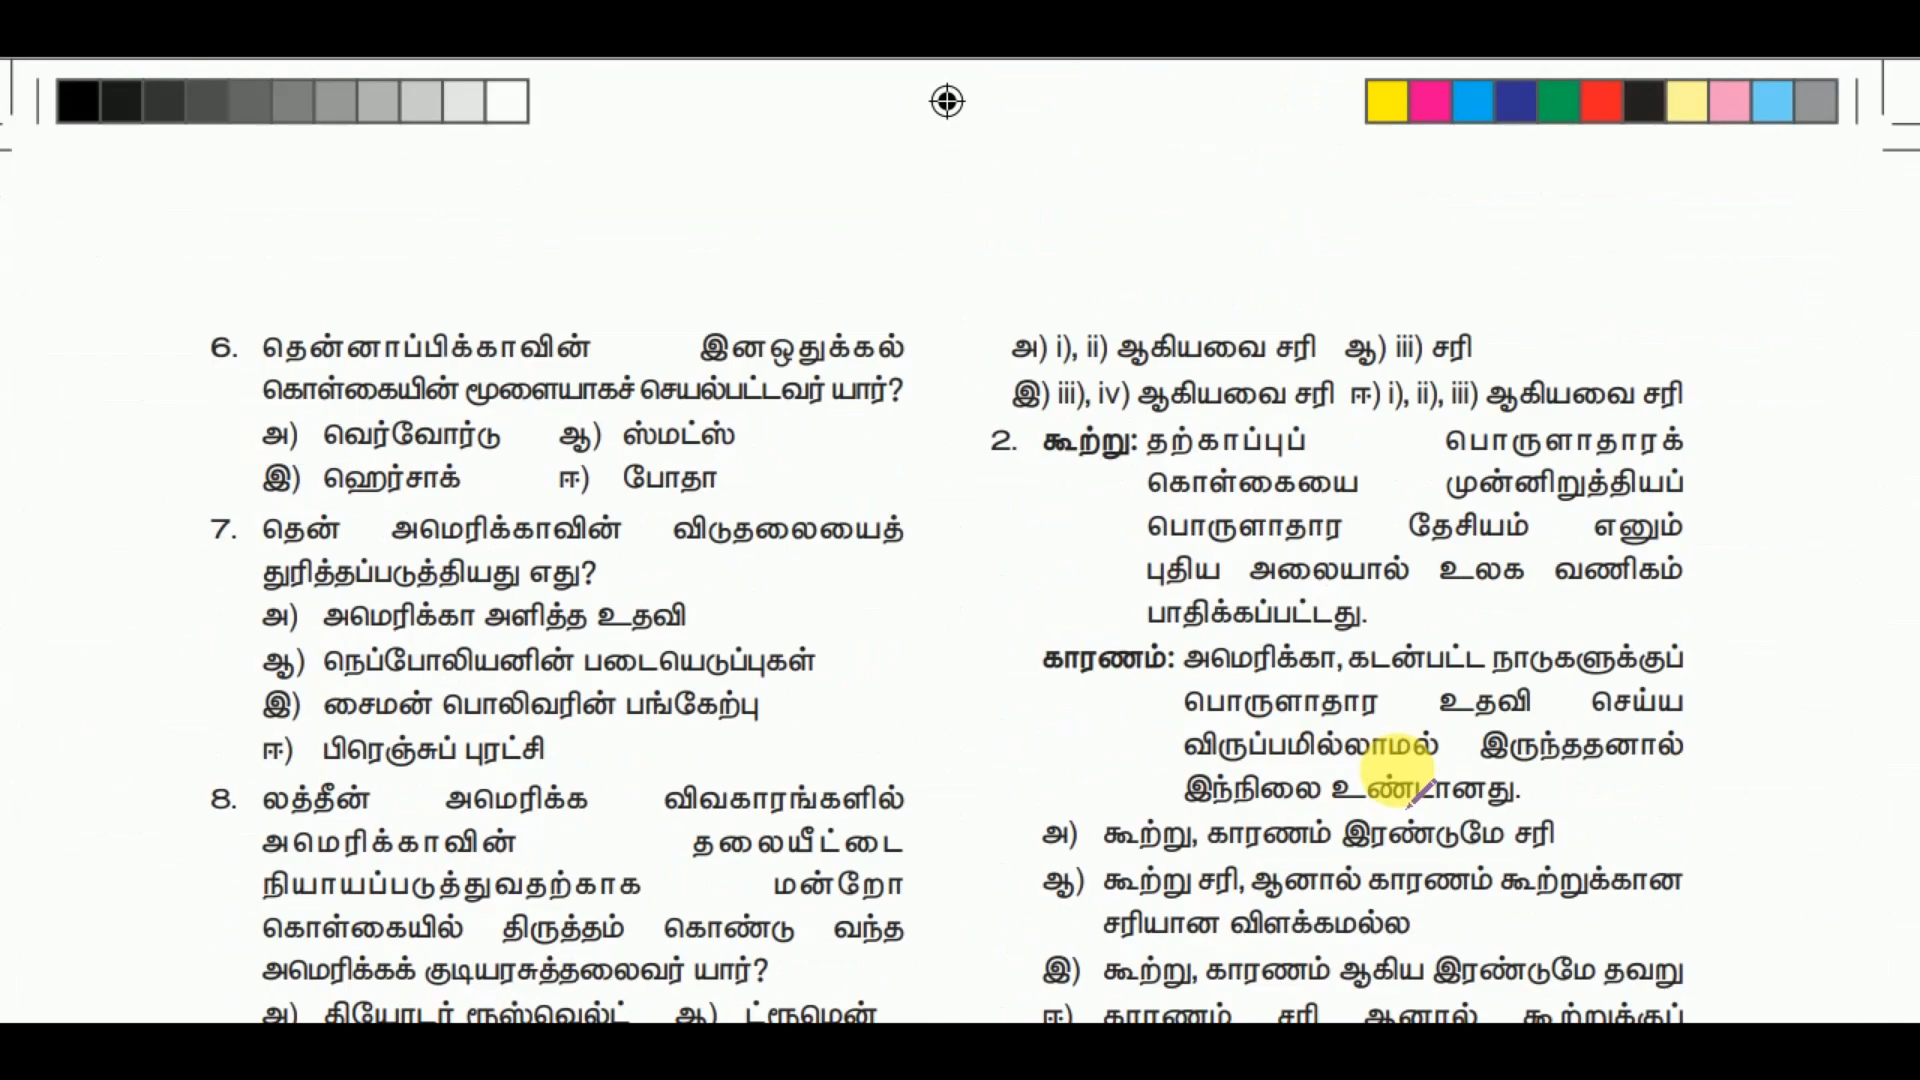 6. தென்னாப்பிக்காவின் இனஒதுக்கல்
கொள்கையின் மூளையாகச் செயல்பட்டவர் யார்?
அ) வெர்வோர்டு ஆ) ஸ்மட்ஸ்
இ) ஹெர்சாக் ஈ) போதா
7. தென் அமெரிக்காவின் விடுதலையைத்
துரித்தப்படுத்தியது எது?
அ) அமெரிக்கா அளித்த உதவி
ஆ) நெப்போலியனின் படையெடுப்புகள்
இ) சைமன் பொலிவரின் பங்கேற்பு
ஈ) பிரெஞ்சுப் புரட்சி
8. லத்தீன் அமெரிக்க விவகாரங்களில்
அமெரிக்காவின் தலையீட்டை
நியாயப்படுத்துவதற்காக மன்றோ
கொள்கையில் திருத்தம் கொண்டு வந்த
அமெரிக்கக் குடியரசுத்தலைவர் யார்?
அ) தியோடர் ரூஸ்வெல்ட் ஆ) ட்ரூமென்
அ) i), ii) ஆகியவை சரி ஆ) iii) சரி
இ) iii), iv) ஆகியவை சரி ஈ) i), ii), iii) ஆகியவை சரி
2. கூற்று: தற்காப்புப் பொருளாதாரக்
கொள்கையை முன்னிறுத்தியப்
பொருளாதார தேசியம் எனும்
புதிய அலையால் உலக வணிகம்
பாதிக்கப்பட்டது.
காரணம்: அமெரிக்கா, கடன்பட்ட நாடுகளுக்குப்
பொருளாதார உதவி செய்ய
விருப்பமில்லாமல் இருந்ததனால்
இந்நிலை உண்டானது.
அ) கூற்று, காரணம் இரண்டுமே சரி
ஆ) கூற்று சரி, ஆனால் காரணம் கூற்றுக்கான
சரியான விளக்கமல்ல
இ) கூற்று, காரணம் ஆகிய இரண்டுமே தவறு
ஈ) காரணம் சரி ஆனால் கூற்றுக்குப்